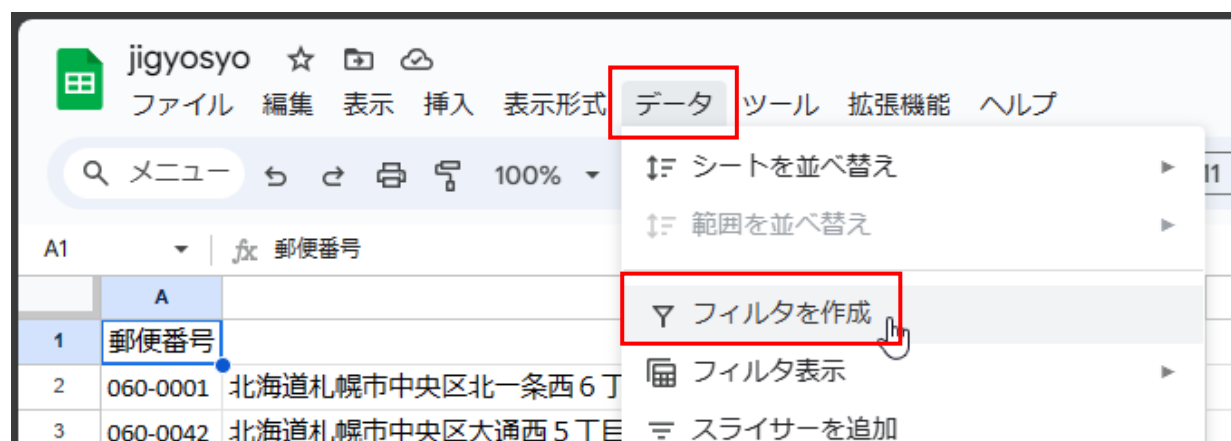 jigyosyo
ファイル 編集 表示 挿入 表示形式 データ ツール 拡張機能 ヘルプ
メニュー 100%
シートを並べ替え
範囲を並べ替え
A1 fx 郵便番号
A
フィルタを作成
1 郵便番号
フィルタ表示
2 060-0001 北海道札幌市中央区北一条西6丁
3 060-0042 北海道札幌市中央区大通西5丁目
スライサーを追加